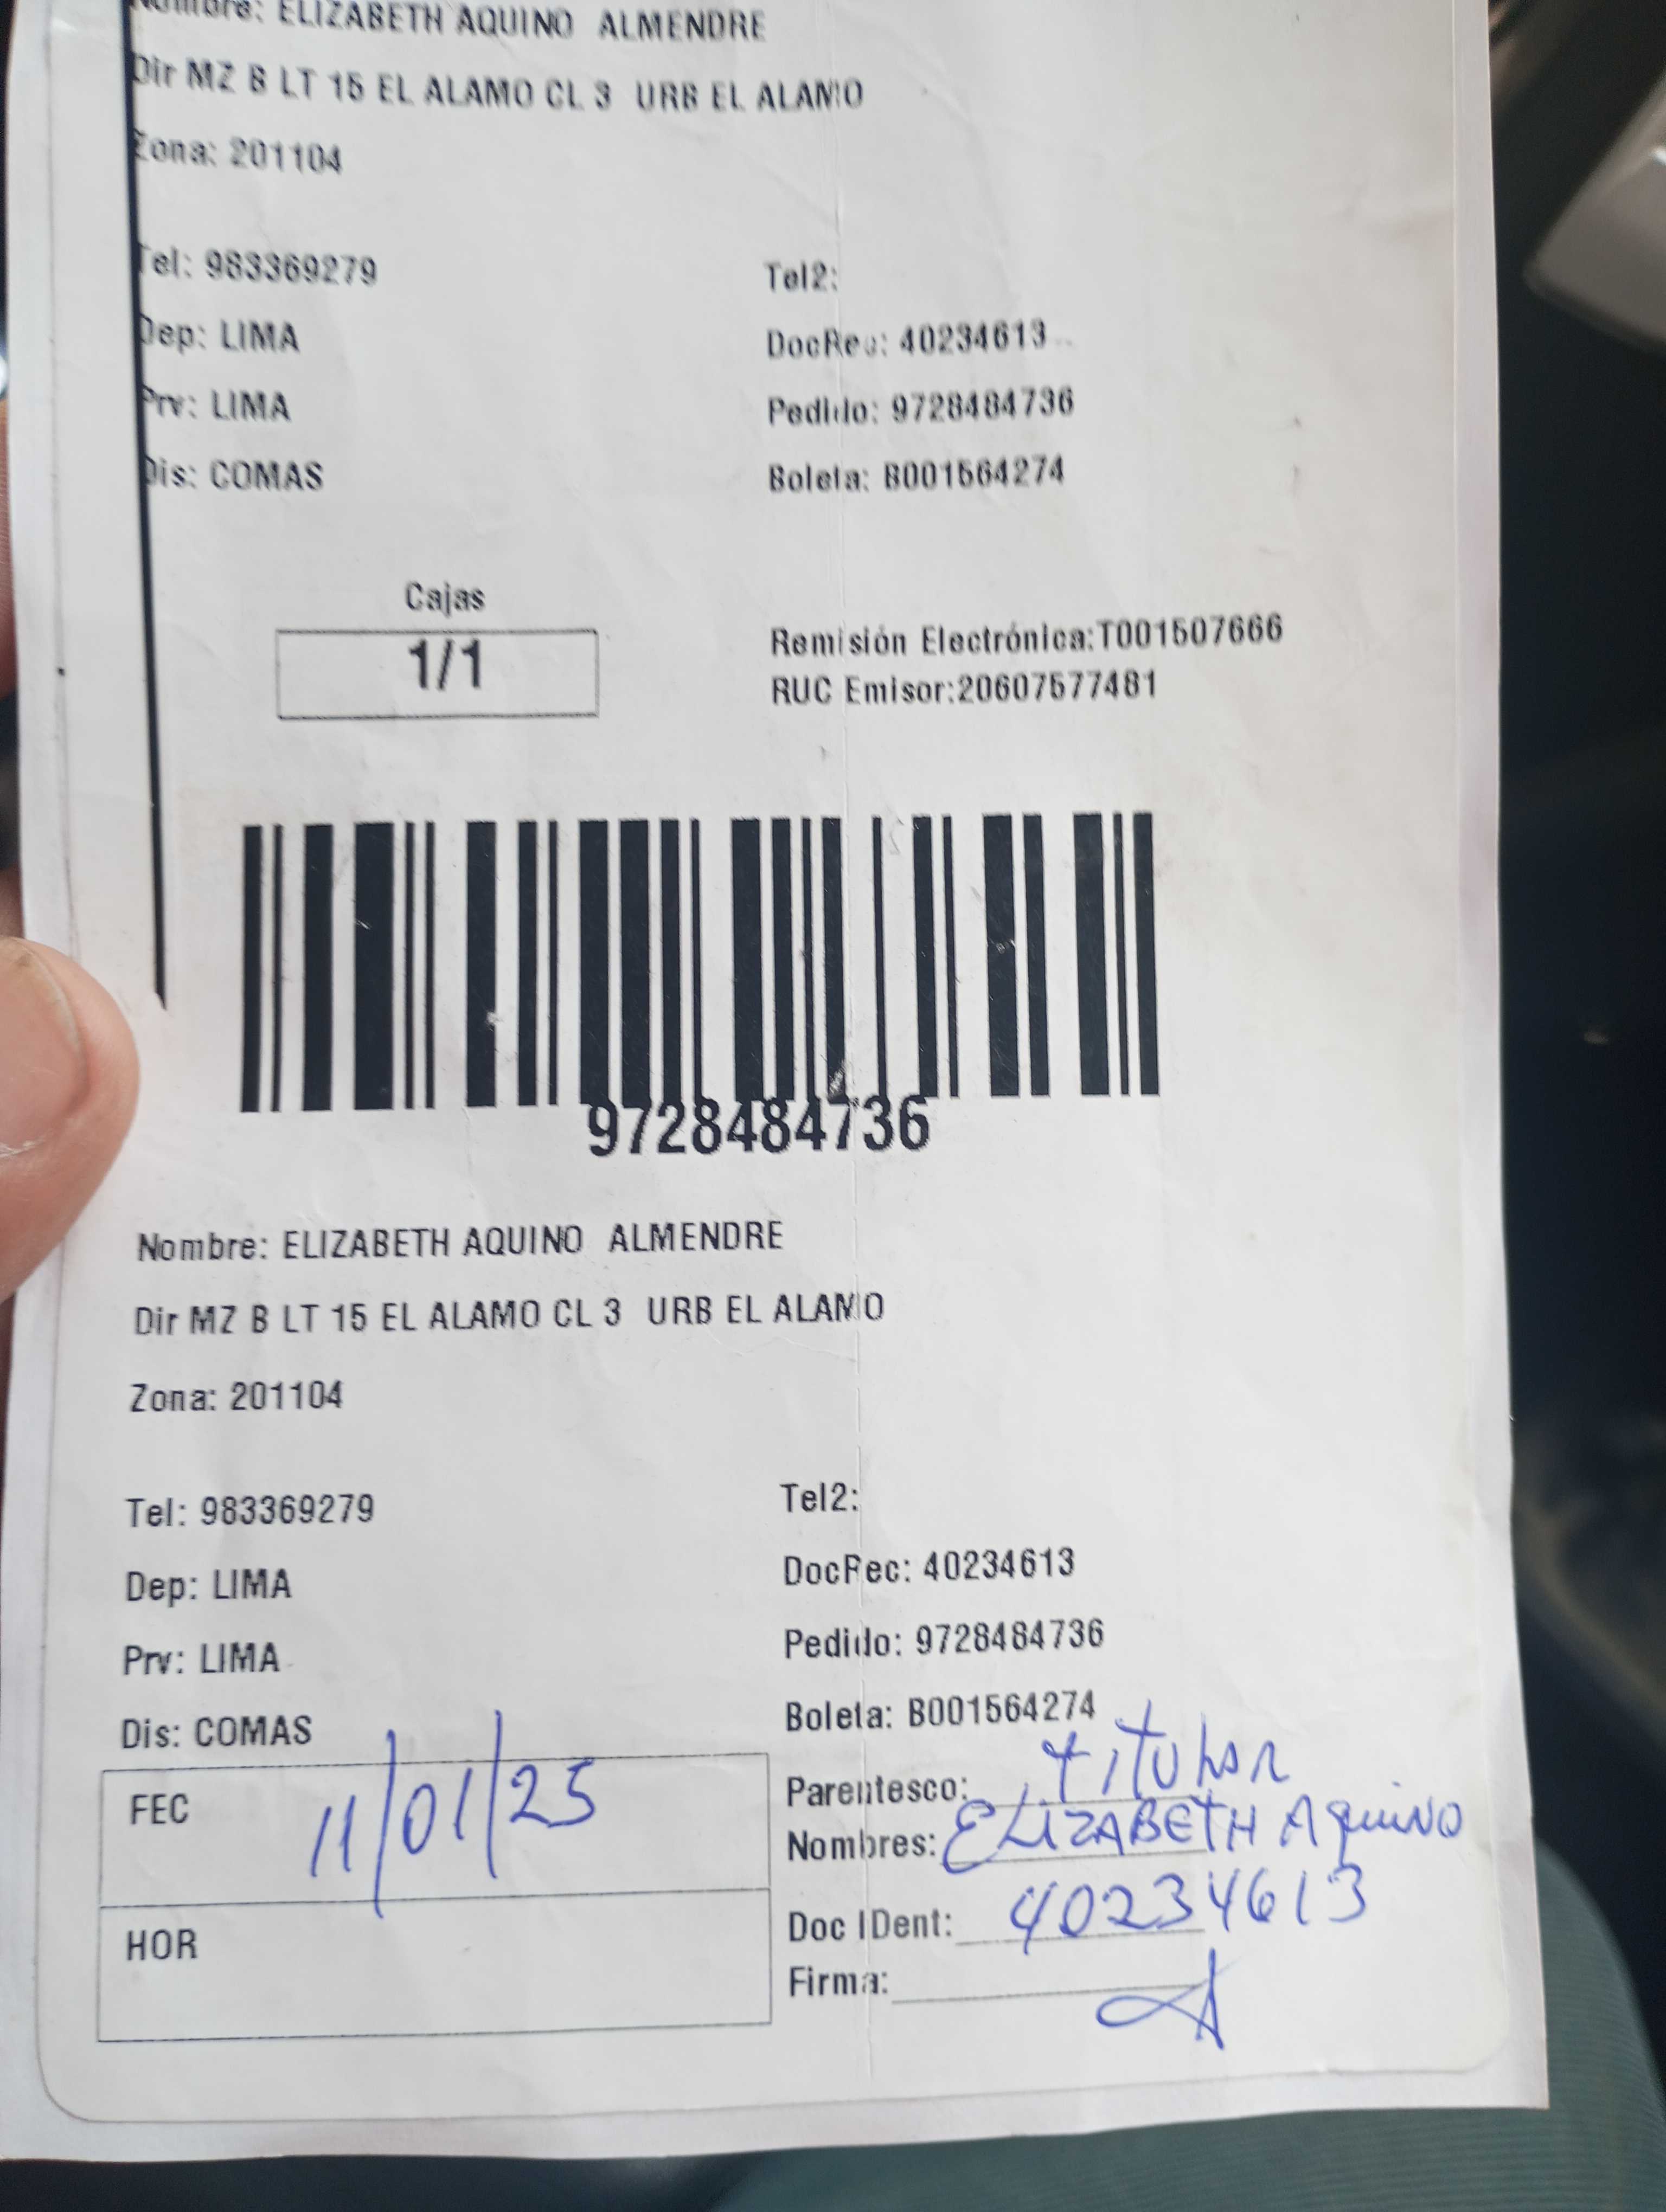 Nombre: ELIZABETH AQUINO ALMENDRE
Dir MZ B LT 15 EL ALAMO CL 3 URB EL ALAMO
Zona: 201104
Tel: 983369279
Tel2:
Dep: LIMA
DocRec: 40234613
Prv: LIMA
Pedido: 9728484736
Dis: COMAS
Boleta: B001564274
Cajas
1/1
Remisión Electrónica:T001507666
RUC Emisor:20607577481
9728484736
Nombre: ELIZABETH AQUINO ALMENDRE
Dir MZ B LT 15 EL ALAMO CL 3 URB EL ALAMO
Zona: 201104
Tel: 983369279
Tel2:
Dep: LIMA
DocRec: 40234613
Prv: LIMA
Pedido: 9728484736
Dis: COMAS
Boleta: B001564274
FEC 11/01/25
HOR
Parentesco: titular
Nombres: ELIZABETH Aquino
Doc IDent: 40234613
Firma: